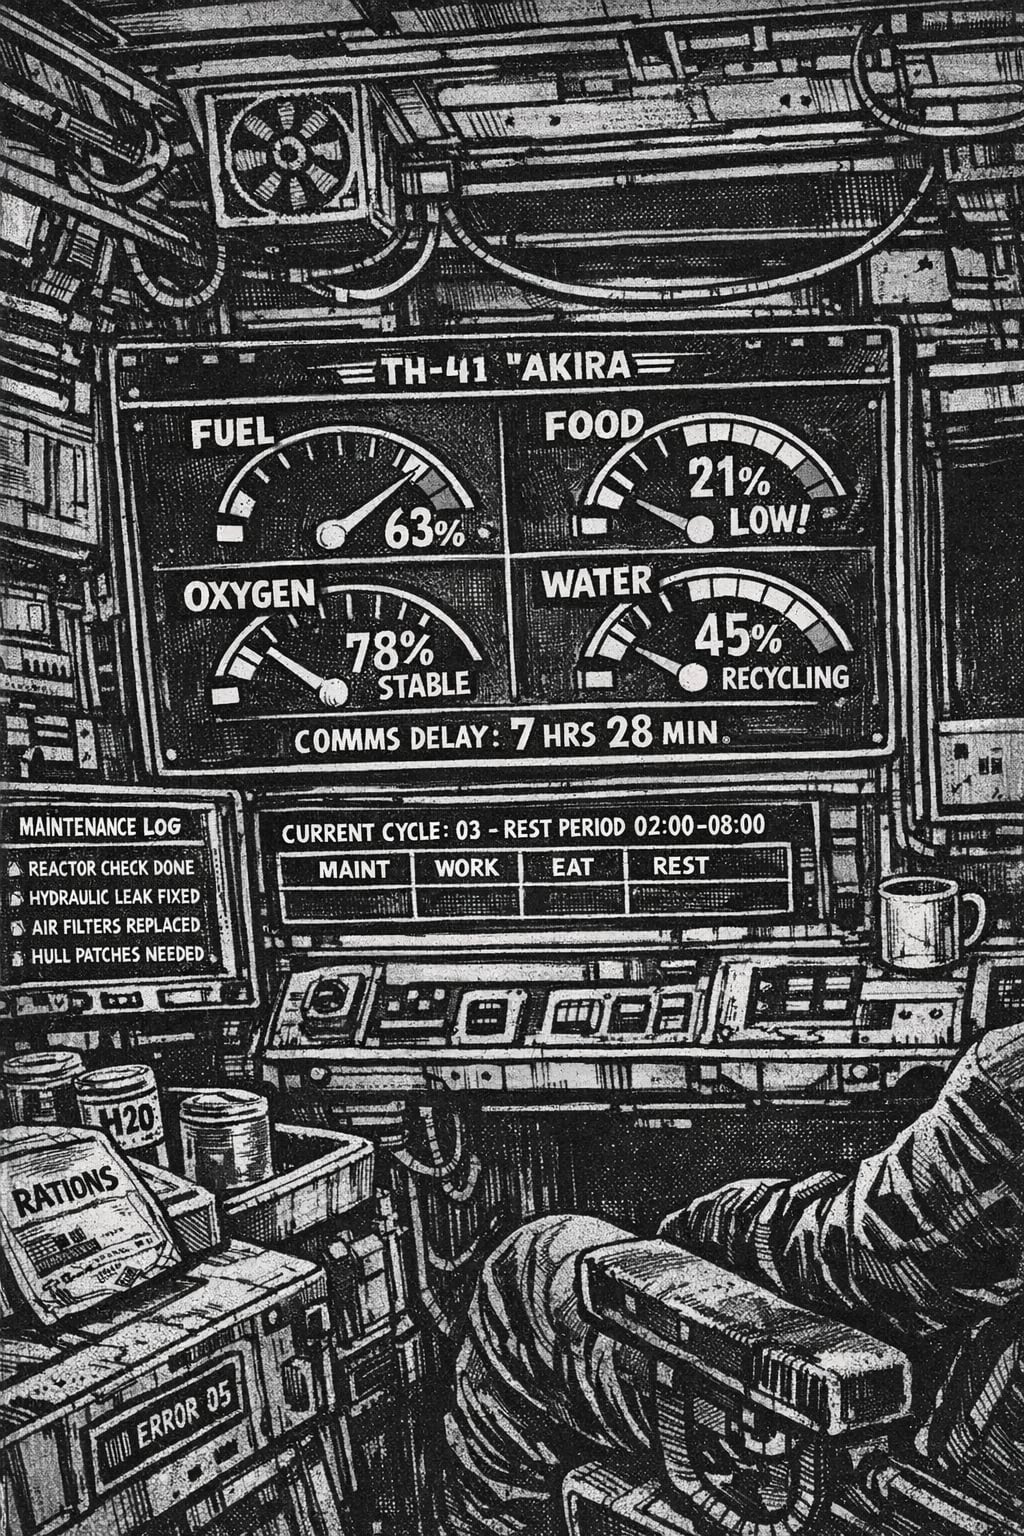 TH-41 "AKIRA
FUEL
63%
FOOD
21%
LOW!
OXYGEN
78%
STABLE
WATER
45%
RECYCLING
COMMS DELAY: 7 HRS 28 MIN.
MAINTENANCE LOG
REACTOR CHECK DONE
HYDRAULIC LEAK FIXED
AIR FILTERS REPLACED
HULL PATCHES NEEDED
CURRENT CYCLE: 03 - REST PERIOD 02:00-08:00
MAINT WORK EAT REST
H20
RATIONS
ERROR 05